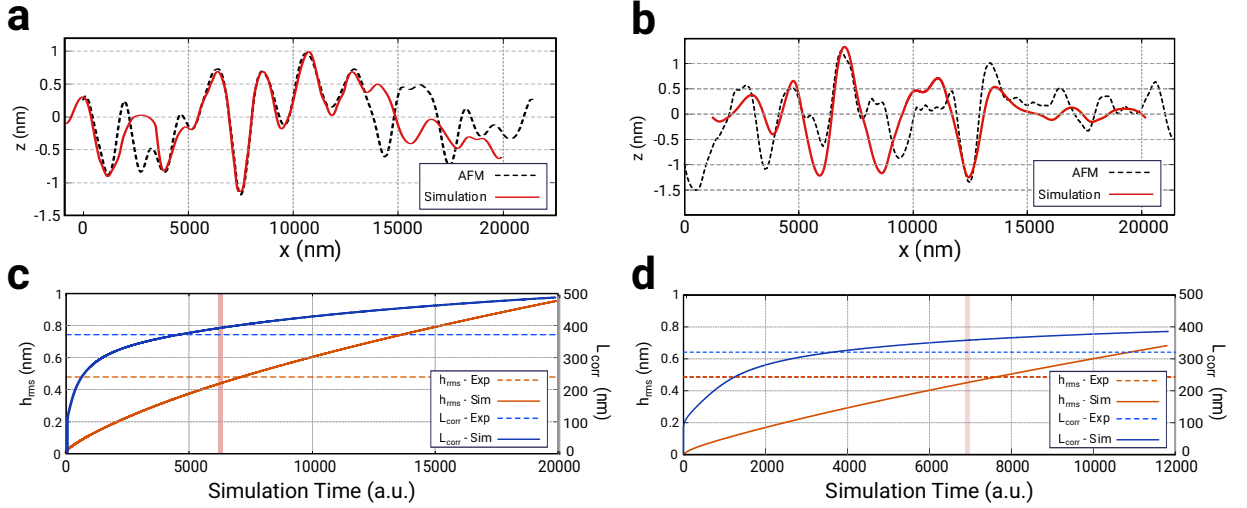 a
z (nm)
1
0.5
0
-0.5
-1
-1.5
0
5000
10000
15000
20000
x (nm)
AFM
Simulation
b
z (nm)
1
0.5
0
-0.5
-1
-1.5
0
5000
10000
15000
20000
x (nm)
AFM
Simulation
c
h_rms (nm)
1
0.8
0.6
0.4
0.2
0
0
5000
10000
15000
20000
Simulation Time (a.u.)
500
400
300
200
100
0
L_corr (nm)
h_rms - Exp
h_rms - Sim
L_corr - Exp
L_corr - Sim
d
h_rms (nm)
1
0.8
0.6
0.4
0.2
0
0
2000
4000
6000
8000
10000
12000
Simulation Time (a.u.)
500
400
300
200
100
0
L_corr (nm)
h_rms - Exp
h_rms - Sim
L_corr - Exp
L_corr - Sim